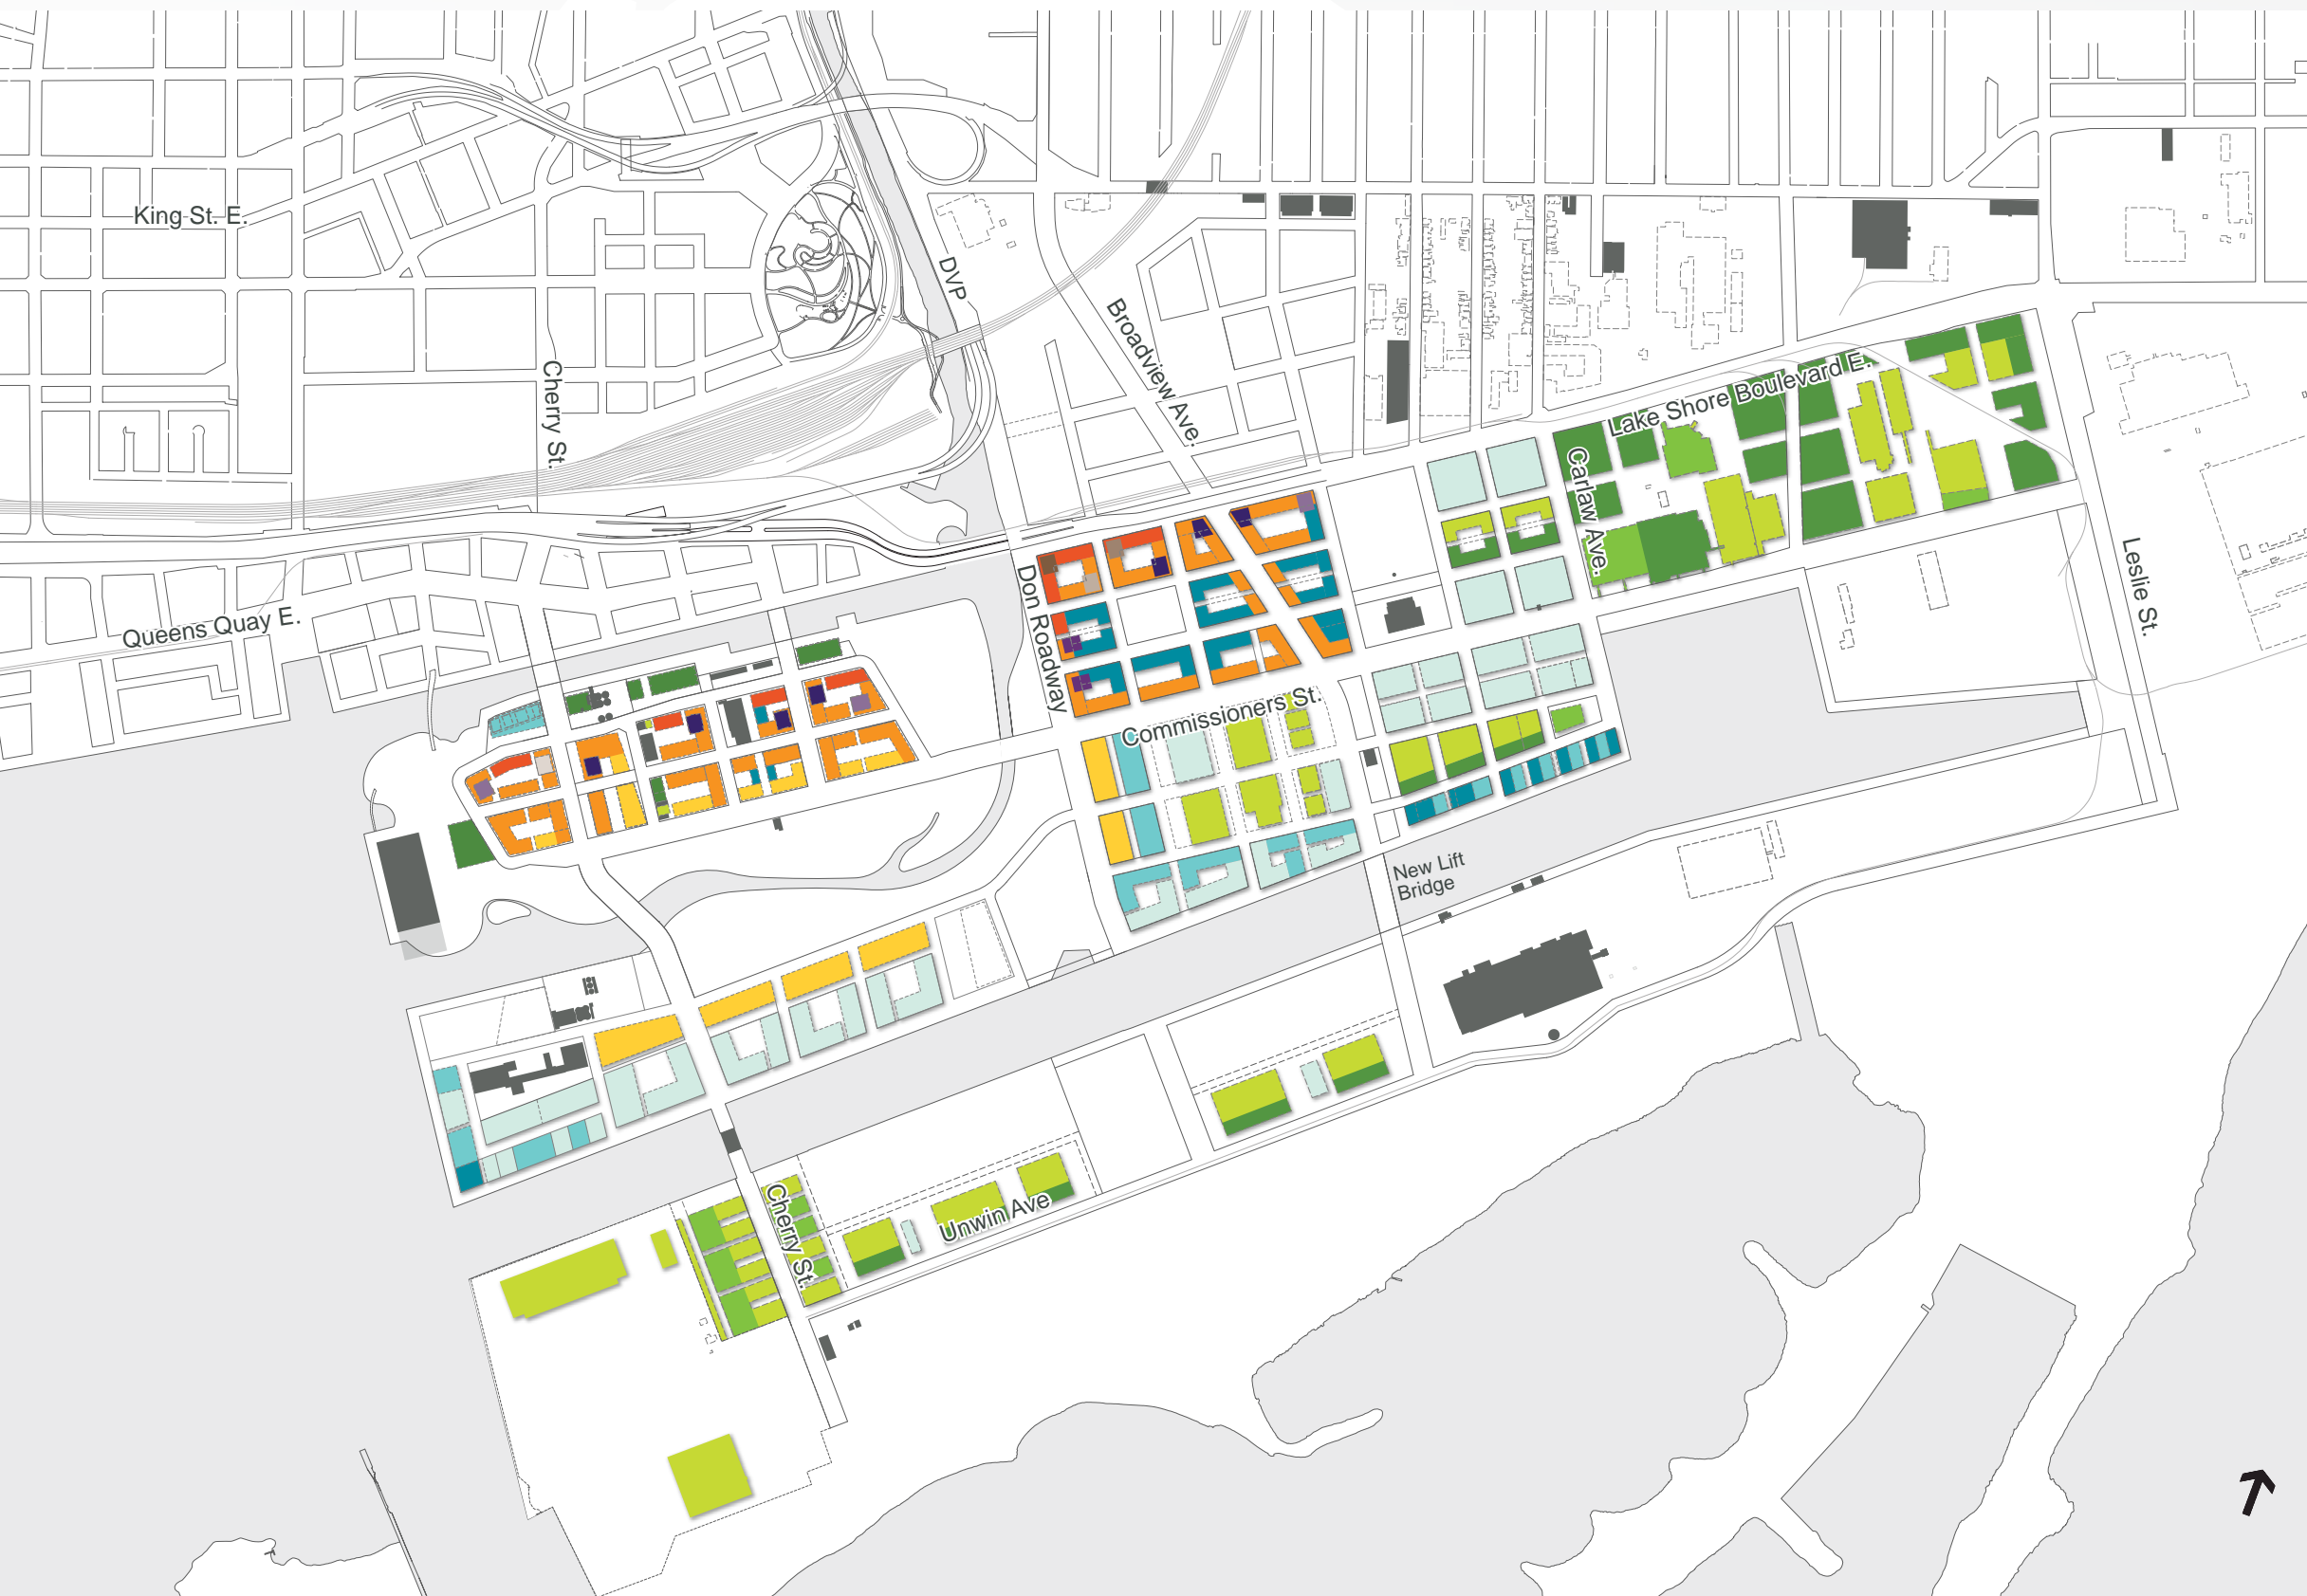 King St. E.
DVP
Broadview Ave.
Cherry St.
Lake Shore Boulevard E.
Carlaw Ave.
Leslie St.
Queens Quay E.
Don Roadway
Commissioners St.
New Lift
Bridge
Cherry St.
Unwin Ave